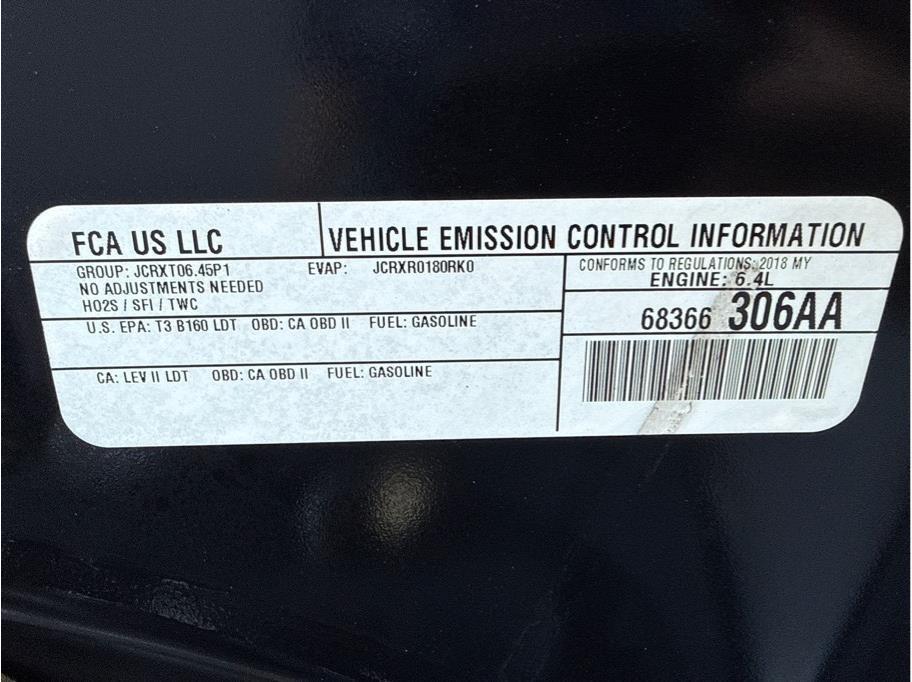 FCA US LLC
VEHICLE EMISSION CONTROL INFORMATION
GROUP: JCRXT06.45P1 EVAP: JCRXR0180RK0
NO ADJUSTMENTS NEEDED
HO2S / SFI / TWC
U.S. EPA: T3 B160 LDT OBD: CA OBD II FUEL: GASOLINE
CA: LEV II LDT OBD: CA OBD II FUEL: GASOLINE
CONFORMS TO REGULATIONS: 2018 MY
ENGINE: 6.4L
68366 306AA